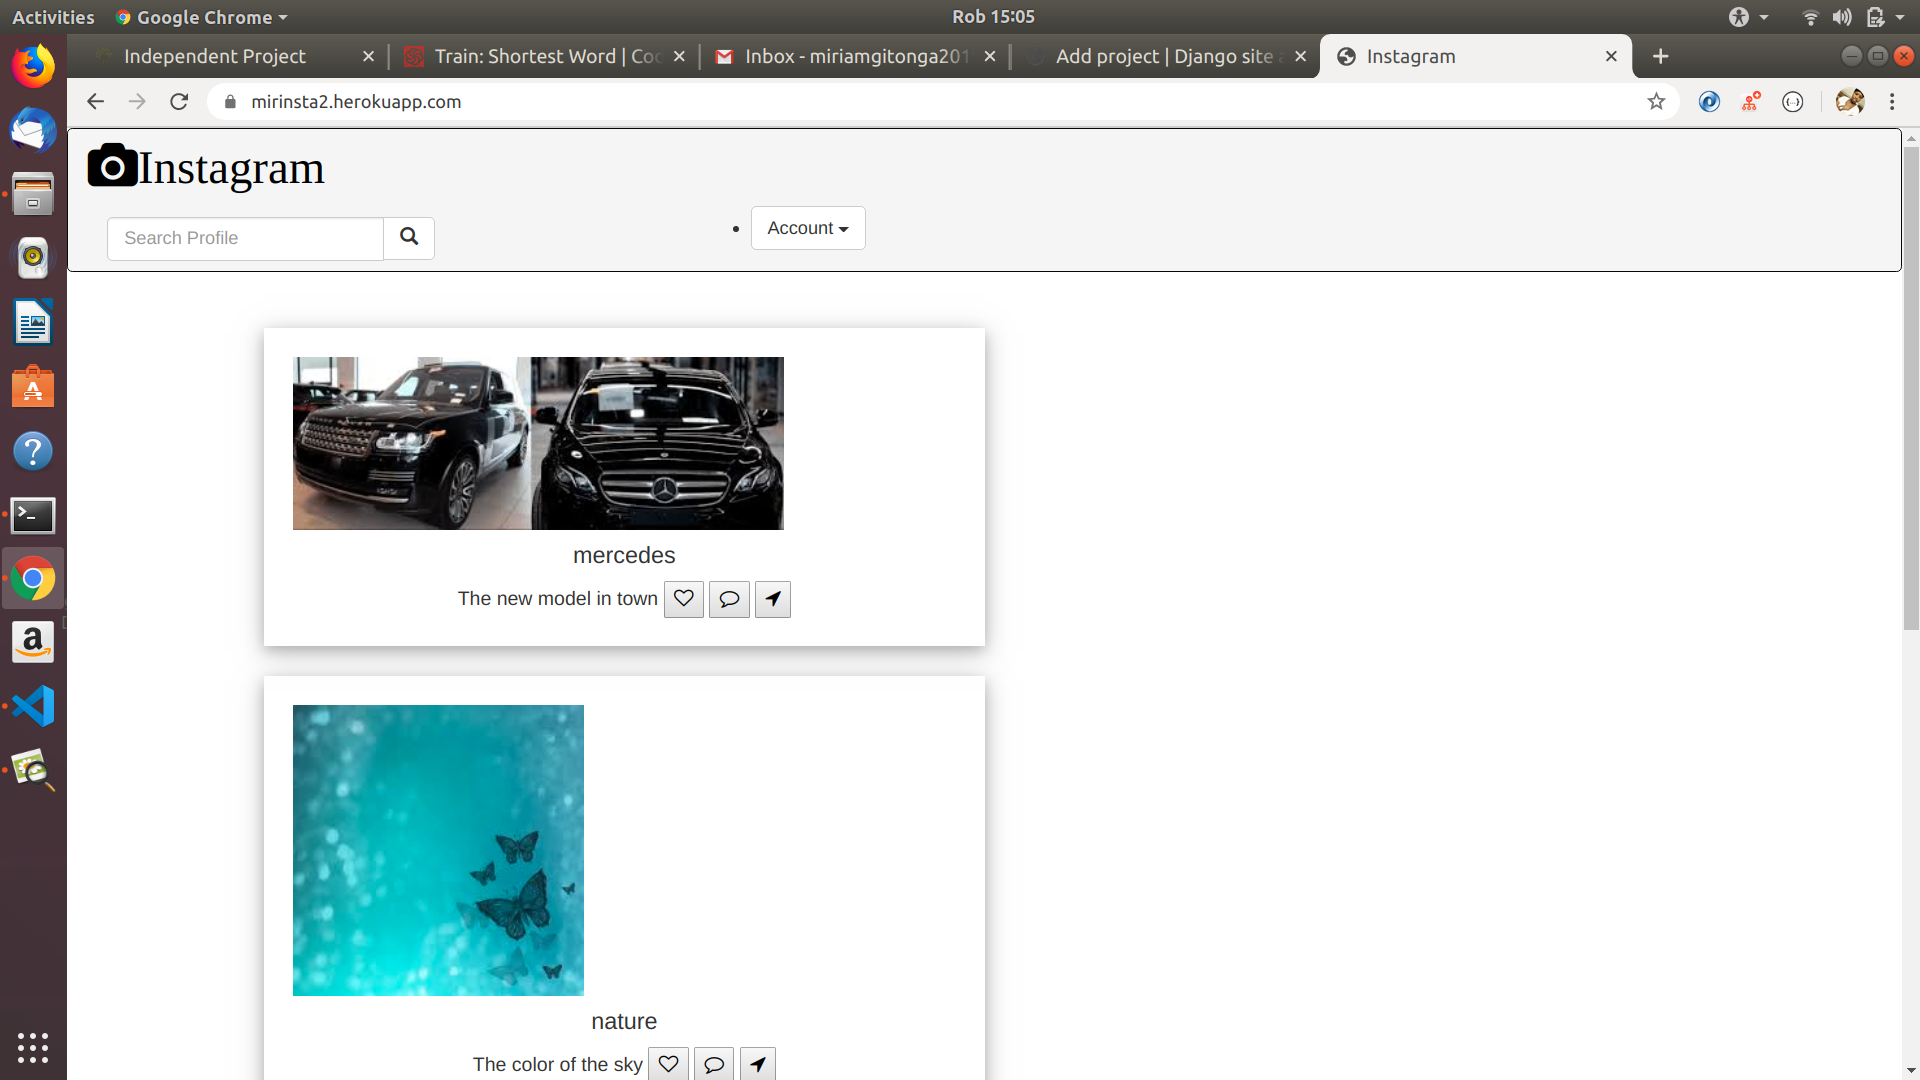 Activities
Google Chrome
Rob 15:05
Independent Project
Train: Shortest Word | Co
Inbox - miriamgitonga201
Add project | Django site
Instagram
mirinsta2.herokuapp.com
Instagram
Search Profile
Account
mercedes
The new model in town
nature
The color of the sky